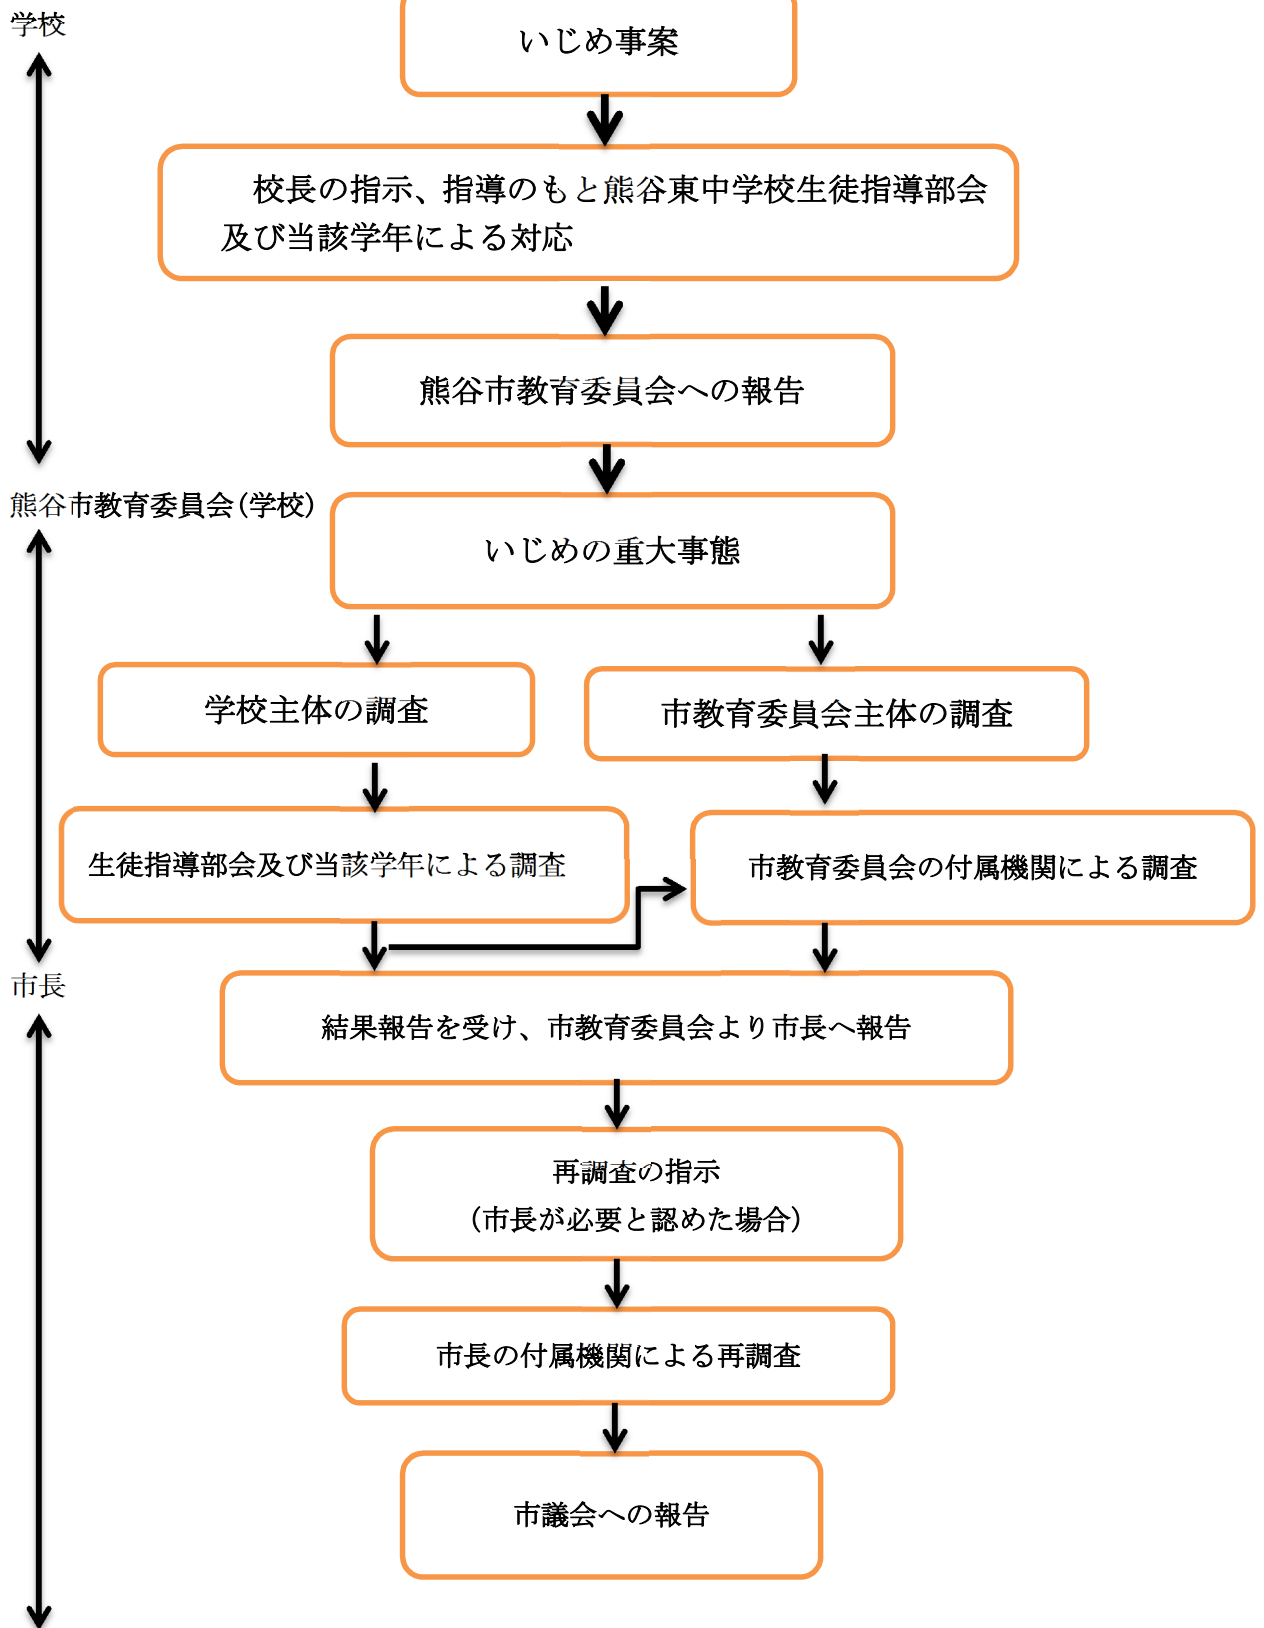 学校
いじめ事案
校長の指示、指導のもと熊谷東中学校生徒指導部会
及び当該学年による対応
熊谷市教育委員会への報告
熊谷市教育委員会(学校)
いじめの重大事態
学校主体の調査
市教育委員会主体の調査
生徒指導部会及び当該学年による調査
市教育委員会の付属機関による調査
市長
結果報告を受け、市教育委員会より市長へ報告
再調査の指示
（市長が必要と認めた場合）
市長の付属機関による再調査
市議会への報告